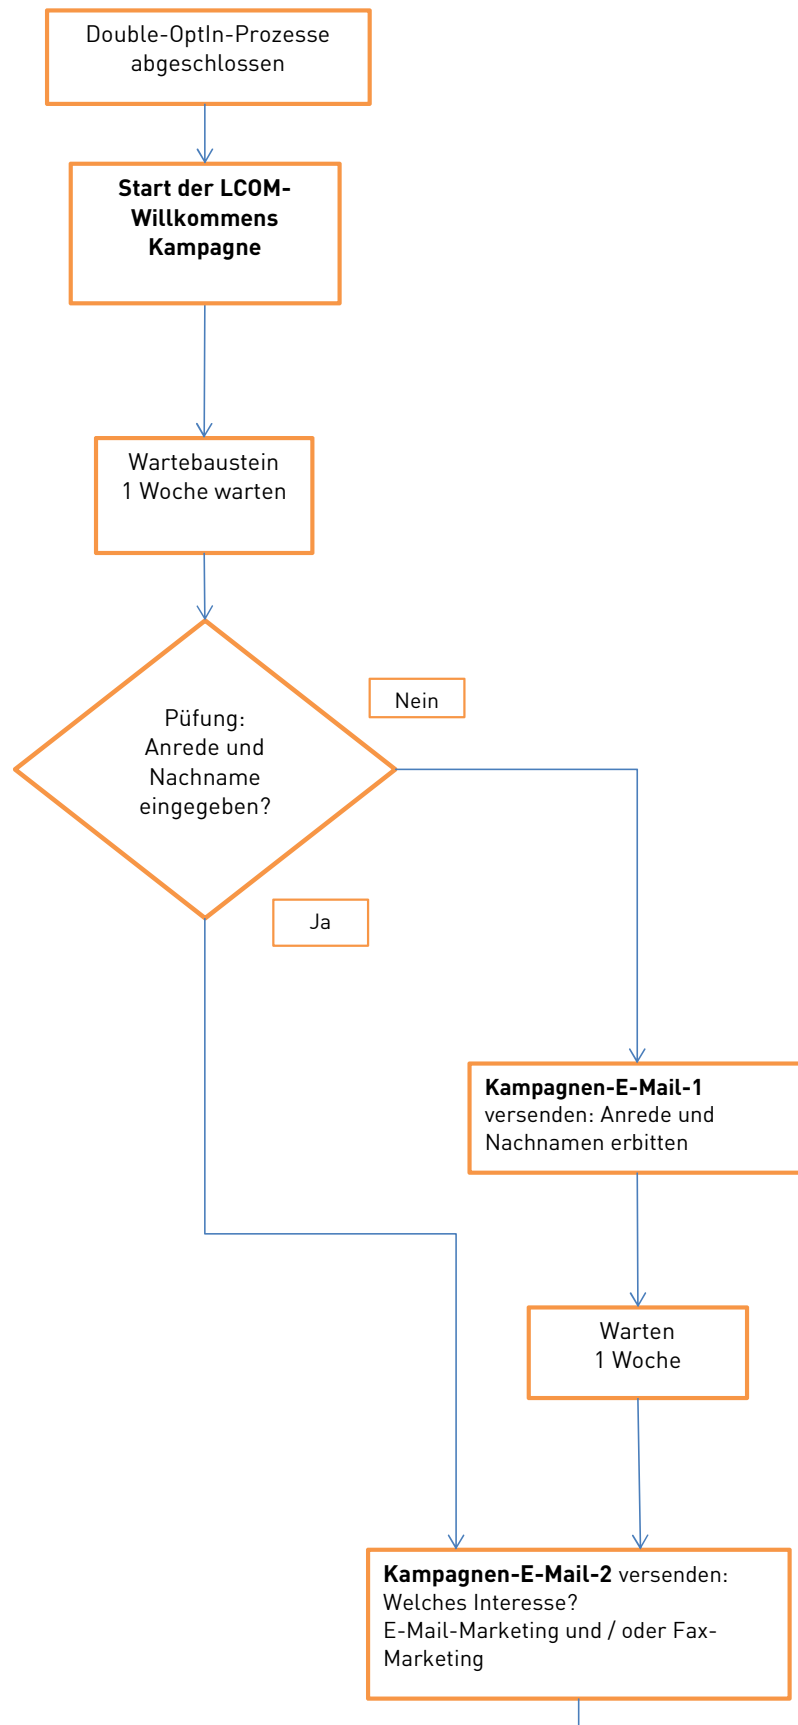 Double-OptIn-Prozesse
abgeschlossen
Start der LCOM-
Willkommens
Kampagne
Wartebaustein
1 Woche warten
Püfung:
Anrede und
Nachname
eingegeben?
Nein
Ja
Kampagnen-E-Mail-1
versenden: Anrede und
Nachnamen erbitten
Warten
1 Woche
Kampagnen-E-Mail-2 versenden:
Welches Interesse?
E-Mail-Marketing und / oder Fax-
Marketing